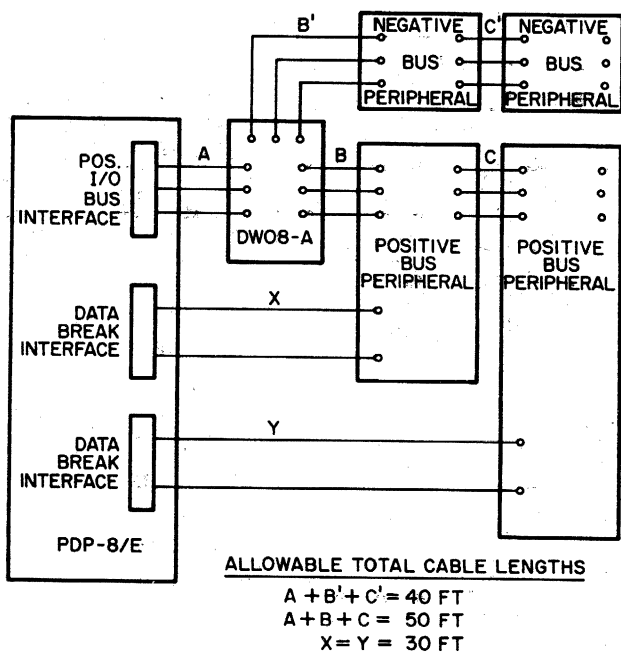 B'
NEGATIVE
BUS
PERIPHERAL
C'
NEGATIVE
BUS
PERIPHERAL
POS.
I/O
BUS
INTERFACE
A
DW08-A
B
POSITIVE
BUS
PERIPHERAL
C
POSITIVE
BUS
PERIPHERAL
DATA
BREAK
INTERFACE
X
DATA
BREAK
INTERFACE
Y
PDP-8/E
ALLOWABLE TOTAL CABLE LENGTHS
A + B' + C' = 40 FT
A + B + C = 50 FT
X = Y = 30 FT